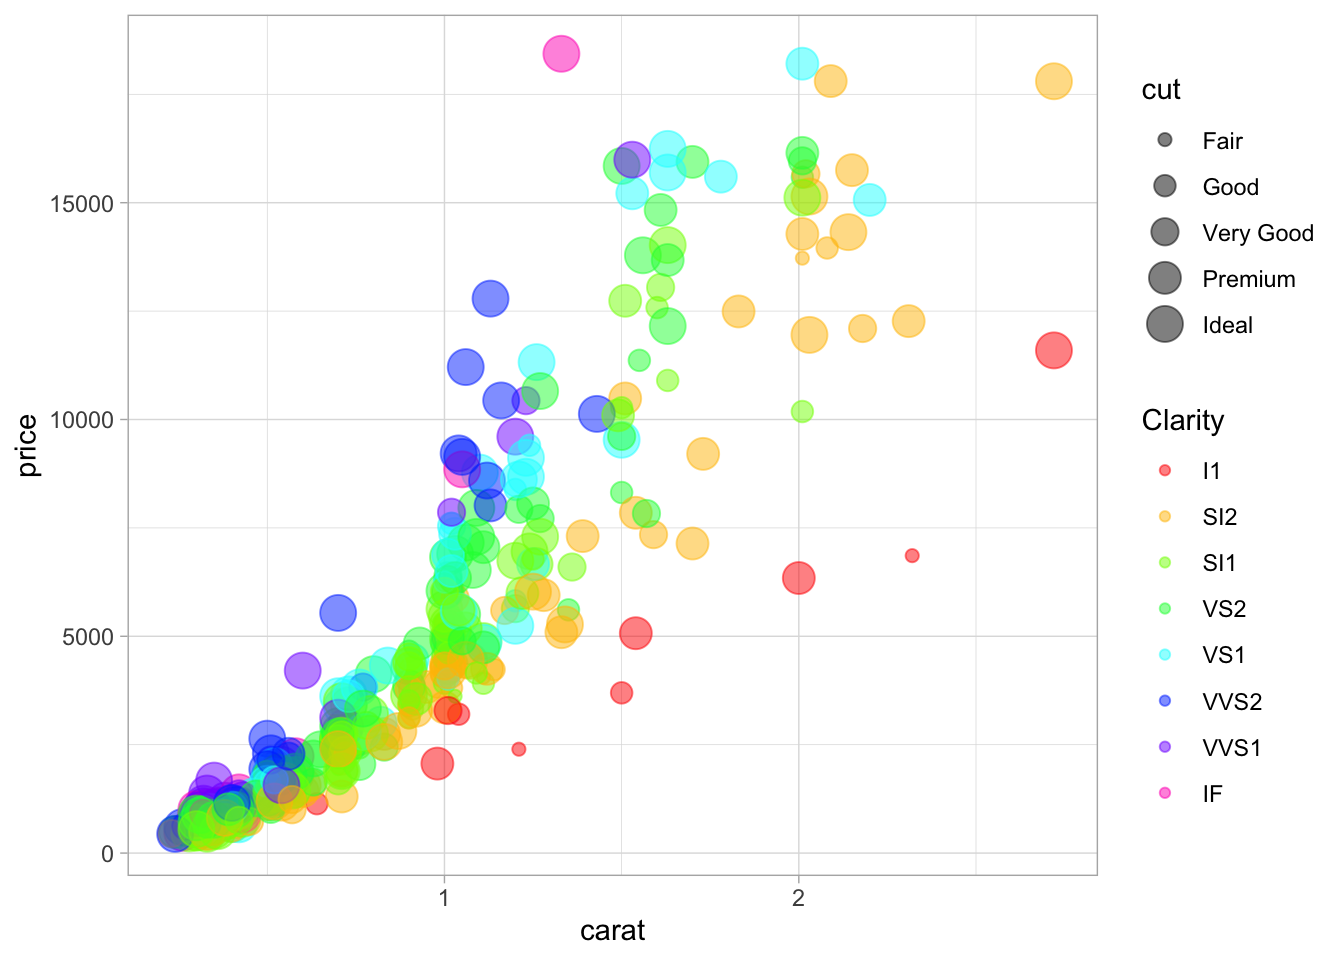 price
15000
10000
5000
0
1
2
carat
cut
Fair
Good
Very Good
Premium
Ideal
Clarity
I1
SI2
SI1
VS2
VS1
VVS2
VVS1
IF